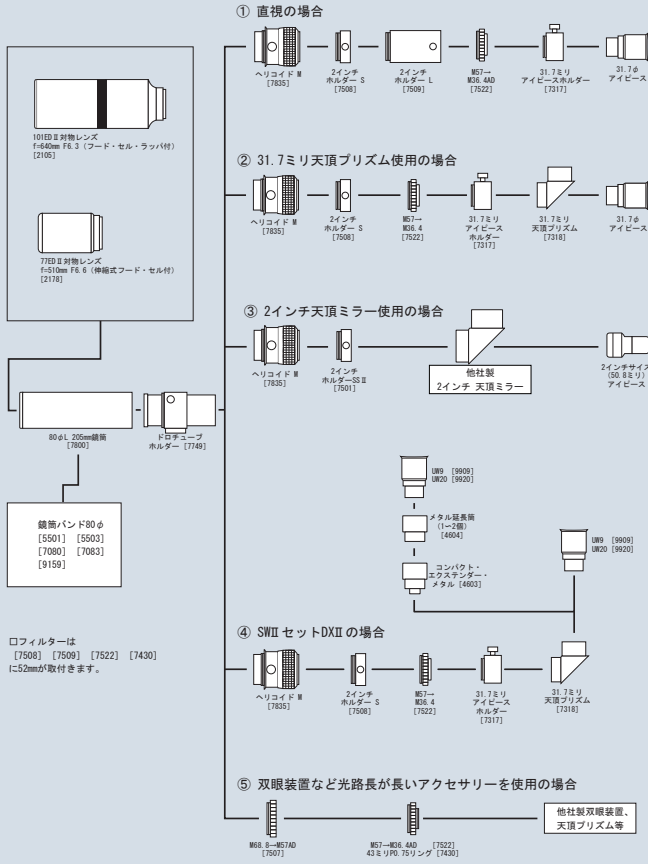 ① 直視の場合
ヘリコイド M
[7835]
2インチ
ホルダー S
[7508]
2インチ
ホルダー L
[7509]
M57→
M36.4AD
[7522]
31.7ミリ
アイピースホルダー
[7317]
31.7φ
アイピース
101EDⅡ対物レンズ
f=640mm F6.3 (フード・セル・ラッパ付)
[2105]
77EDⅡ対物レンズ
f=510mm F6.6 (伸縮式フード・セル付)
[2178]
② 31.7ミリ天頂プリズム使用の場合
ヘリコイド M
[7835]
2インチ
ホルダー S
[7508]
M57→
M36.4
[7522]
31.7ミリ
アイピース
ホルダー
[7317]
31.7ミリ
天頂プリズム
[7318]
31.7φ
アイピース
③ 2インチ天頂ミラー使用の場合
ヘリコイド M
[7835]
2インチ
ホルダーSSⅡ
[7501]
他社製
2インチ 天頂ミラー
2インチサイズ
(50.8ミリ)
アイピース
80φL 205mm鏡筒
[7800]
ドロチューブ
ホルダー [7749]
鏡筒バンド80φ
[5501] [5503]
[7080] [7083]
[9159]
口フィルターは
[7508] [7509] [7522] [7430]
に52mmが取付きます。
UW9 [9909]
UW20 [9920]
メタル延長筒
(1〜2個)
[4604]
コンパクト・
エクステンダー・
メタル [4603]
UW9 [9909]
UW20 [9920]
④ SWⅡセットDXⅡの場合
ヘリコイド M
[7835]
2インチ
ホルダー S
[7508]
M57→
M36.4
[7522]
31.7ミリ
アイピース
ホルダー
[7317]
31.7ミリ
天頂プリズム
[7318]
⑤ 双眼装置など光路長が長いアクセサリーを使用の場合
M68.8→M57AD
[7507]
M57→M36.4AD [7522]
43ミリP0.75リング [7430]
他社製双眼装置、
天頂プリズム等